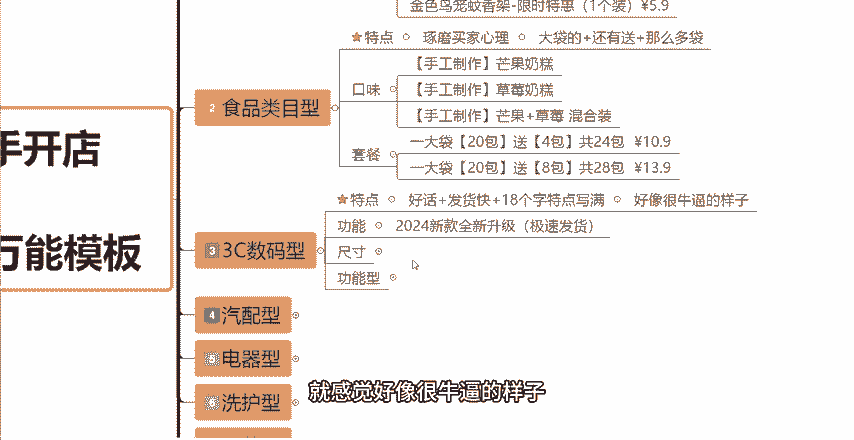 金色鸟笼蚊香架-限时特惠（1个装）¥5.9
特点 琢磨买家心理 大袋的+还有送+那么多袋
【手工制作】芒果奶糕
口味 【手工制作】草莓奶糕
【手工制作】芒果+草莓 混合装
2 食品类目型
套餐 一大袋【20包】送【4包】共24包 ¥10.9
一大袋【20包】送【8包】共28包 ¥13.9
手开店
万能模板
特点 好话+发货快+18个字特点写满 好像很牛逼的样子
功能 2024新款全新升级（极速发货）
3 3C数码型
尺寸
功能型
4 汽配型
5 电器型
6 洗护型
就感觉好像很牛逼的样子